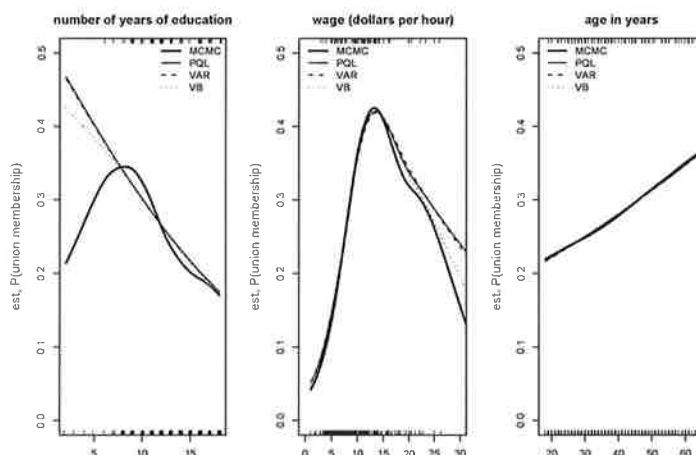 number of years of education
wage (dollars per hour)
age in years
MCMC
PQL
VAR
VB
MCMC
PQL
VAR
VB
MCMC
PQL
VAR
VB
est, P(union membership)
0.0
0.1
0.2
0.3
0.4
0.5
5
10
15
est, P(union membership)
0.0
0.1
0.2
0.3
0.4
0.5
0
5
10
15
20
25
30
est, P(union membership)
0.0
0.1
0.2
0.3
0.4
0.5
20
30
40
50
60